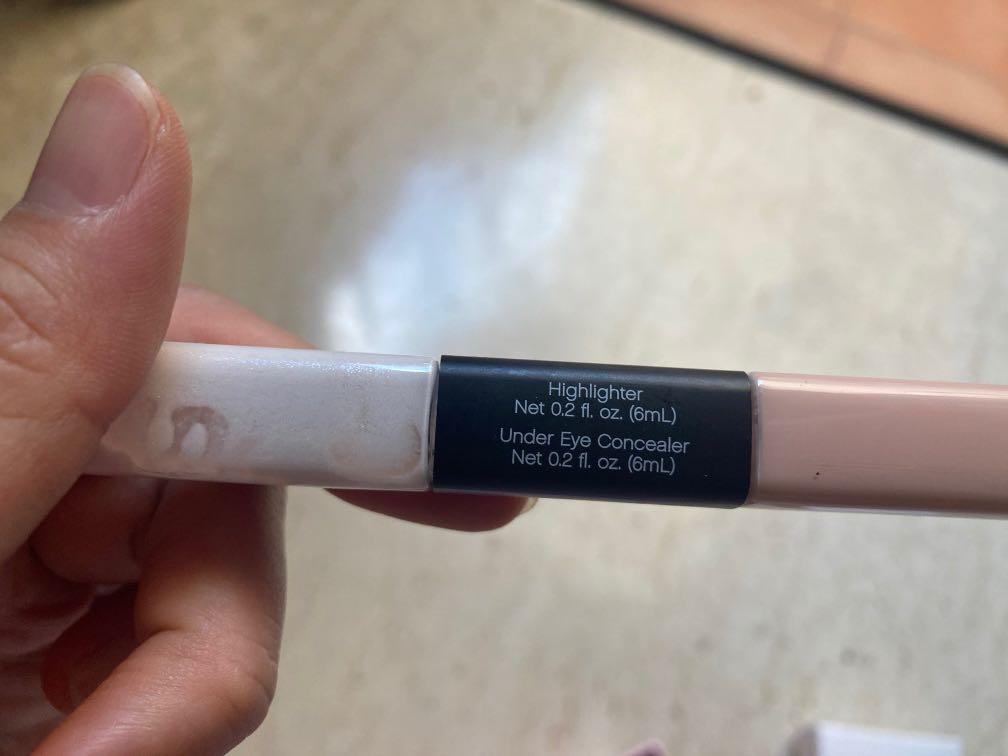 Highlighter
Net 0.2 fl. oz. (6mL)
Under Eye Concealer
Net 0.2 fl. oz. (6mL)